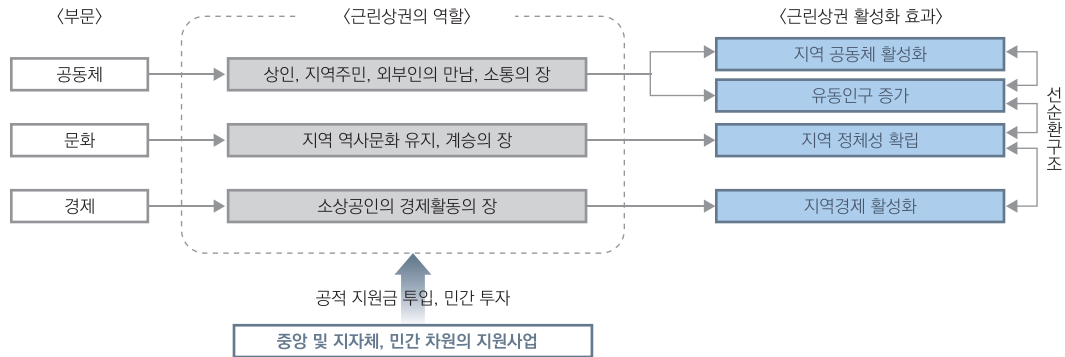 〈부문〉
〈근린상권의 역할〉
〈근린상권 활성화 효과〉
공동체
상인, 지역주민, 외부인의 만남, 소통의 장
지역 공동체 활성화
유동인구 증가
문화
지역 역사문화 유지, 계승의 장
지역 정체성 확립
경제
소상공인의 경제활동의 장
지역경제 활성화
선순환구조
공적 지원금 투입, 민간 투자
중앙 및 지자체, 민간 차원의 지원사업